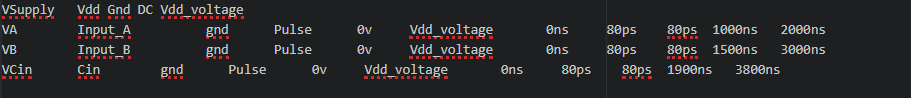 VSupply Vdd Gnd DC Vdd_voltage
VA Input_A gnd Pulse 0v Vdd_voltage 0ns 80ps 80ps 1000ns 2000ns
VB Input_B gnd Pulse 0v Vdd_voltage 0ns 80ps 80ps 1500ns 3000ns
VCin Cin gnd Pulse 0v Vdd_voltage 0ns 80ps 80ps 1900ns 3800ns